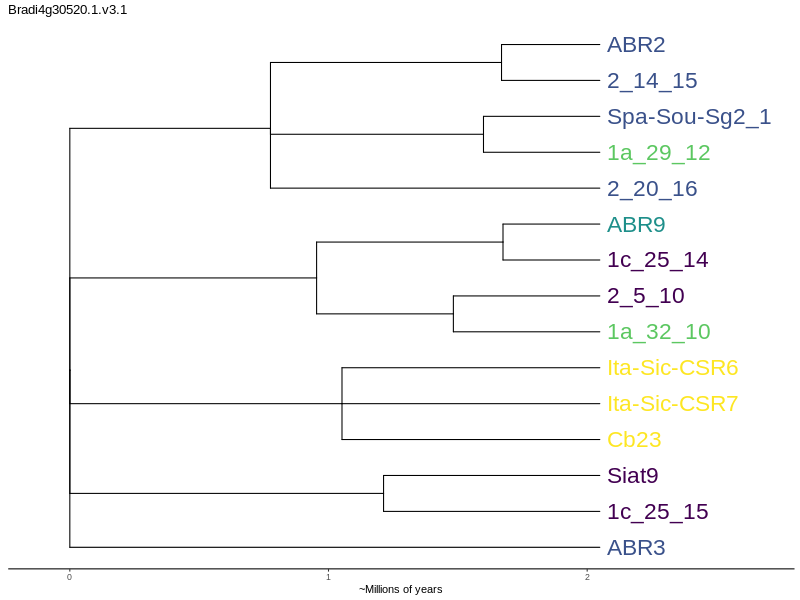 Bradi4g30520.1.v3.1
ABR2
2_14_15
Spa-Sou-Sg2_1
1a_29_12
2_20_16
ABR9
1c_25_14
2_5_10
1a_32_10
Ita-Sic-CSR6
Ita-Sic-CSR7
Cb23
Siat9
1c_25_15
ABR3
0 1 2
~Millions of years